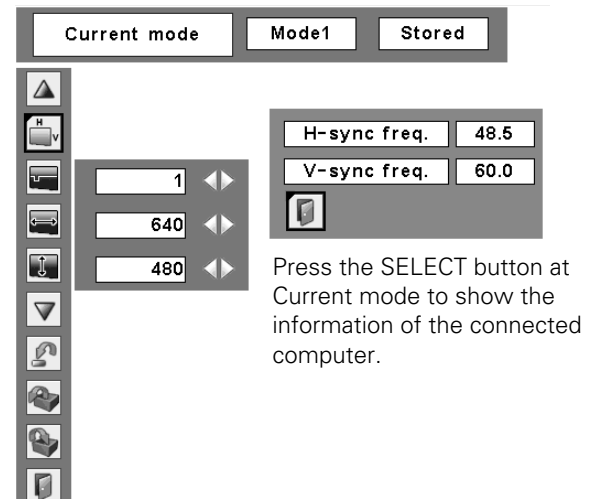 Current mode Mode1 Stored
H V
H-sync freq. 48.5
V-sync freq. 60.0
1
640
480
Press the SELECT button at
Current mode to show the
information of the connected
computer.